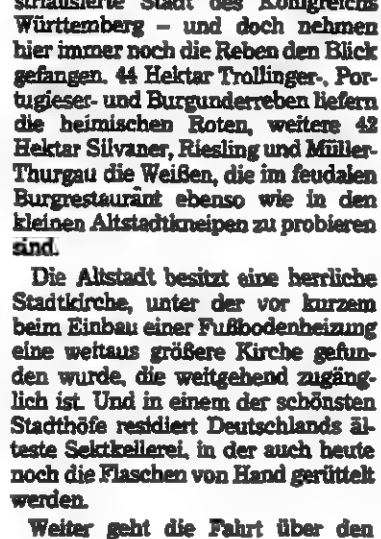 strialisierte Stadt des Königreichs
Württemberg – und doch nehmen
hier immer noch die Reben den Blick
gefangen. 44 Hektar Trollinger-, Por-
tugieser- und Burgunderreben liefern
die heimischen Roten, weitere 42
Hektar Silvaner, Riesling und Müller-
Thurgau die Weißen, die im feudalen
Burgrestaurant ebenso wie in den
kleinen Altstadtkneipen zu probieren
sind.
Die Altstadt besitzt eine herrliche
Stadtkirche, unter der vor kurzem
beim Einbau einer Fußbodenheizung
eine weitaus größere Kirche gefun-
den wurde, die weitgehend zugäng-
lich ist. Und in einem der schönsten
Stadthöfe residiert Deutschlands äl-
teste Sektkellerei, in der auch heute
noch die Flaschen von Hand gerüttelt
werden.
Weiter geht die Fahrt über den